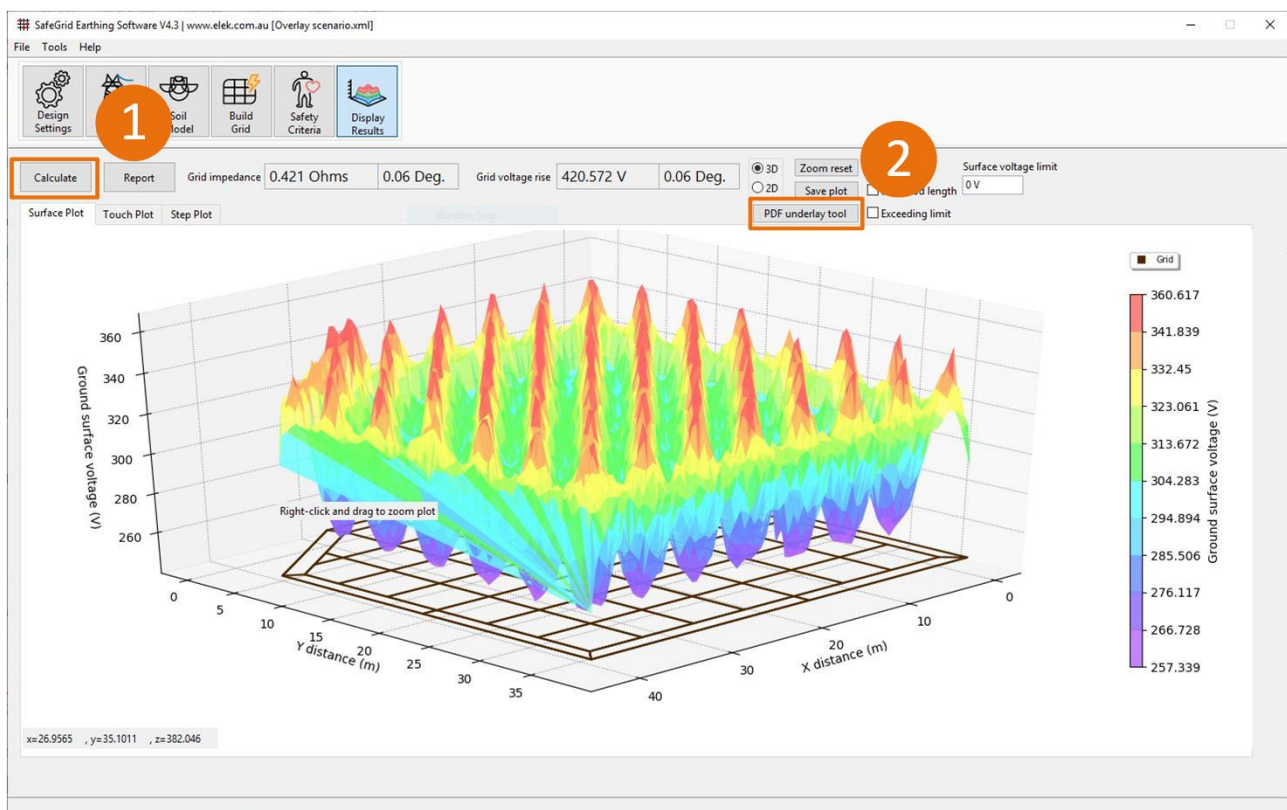 SafeGrid Earthing Software V4.3 | www.elek.com.au [Overlay scenario.xml]
File Tools Help
Design
Settings
Soil
Build
Grid
Safety
Criteria
Display
Results
1
2
Calculate
Report
Grid impedance
0.421 Ohms
0.06 Deg.
Grid voltage rise
420.572 V
0.06 Deg.
3D
2D
Zoom reset
Save plot
PDF underlay tool
length
Exceeding limit
Surface voltage limit
0 V
Surface Plot
Touch Plot
Step Plot
Grid
Ground surface voltage (V)
360
340
320
300
280
260
Right-click and drag to zoom plot
0
5
10
15
20
25
30
35
Y distance (m)
40
30
20
10
0
X distance (m)
360.617
341.839
332.45
323.061
313.672
304.283
294.894
285.506
276.117
266.728
257.339
Ground surface voltage (V)
x=26.9565 , y=35.1011 , z=382.046